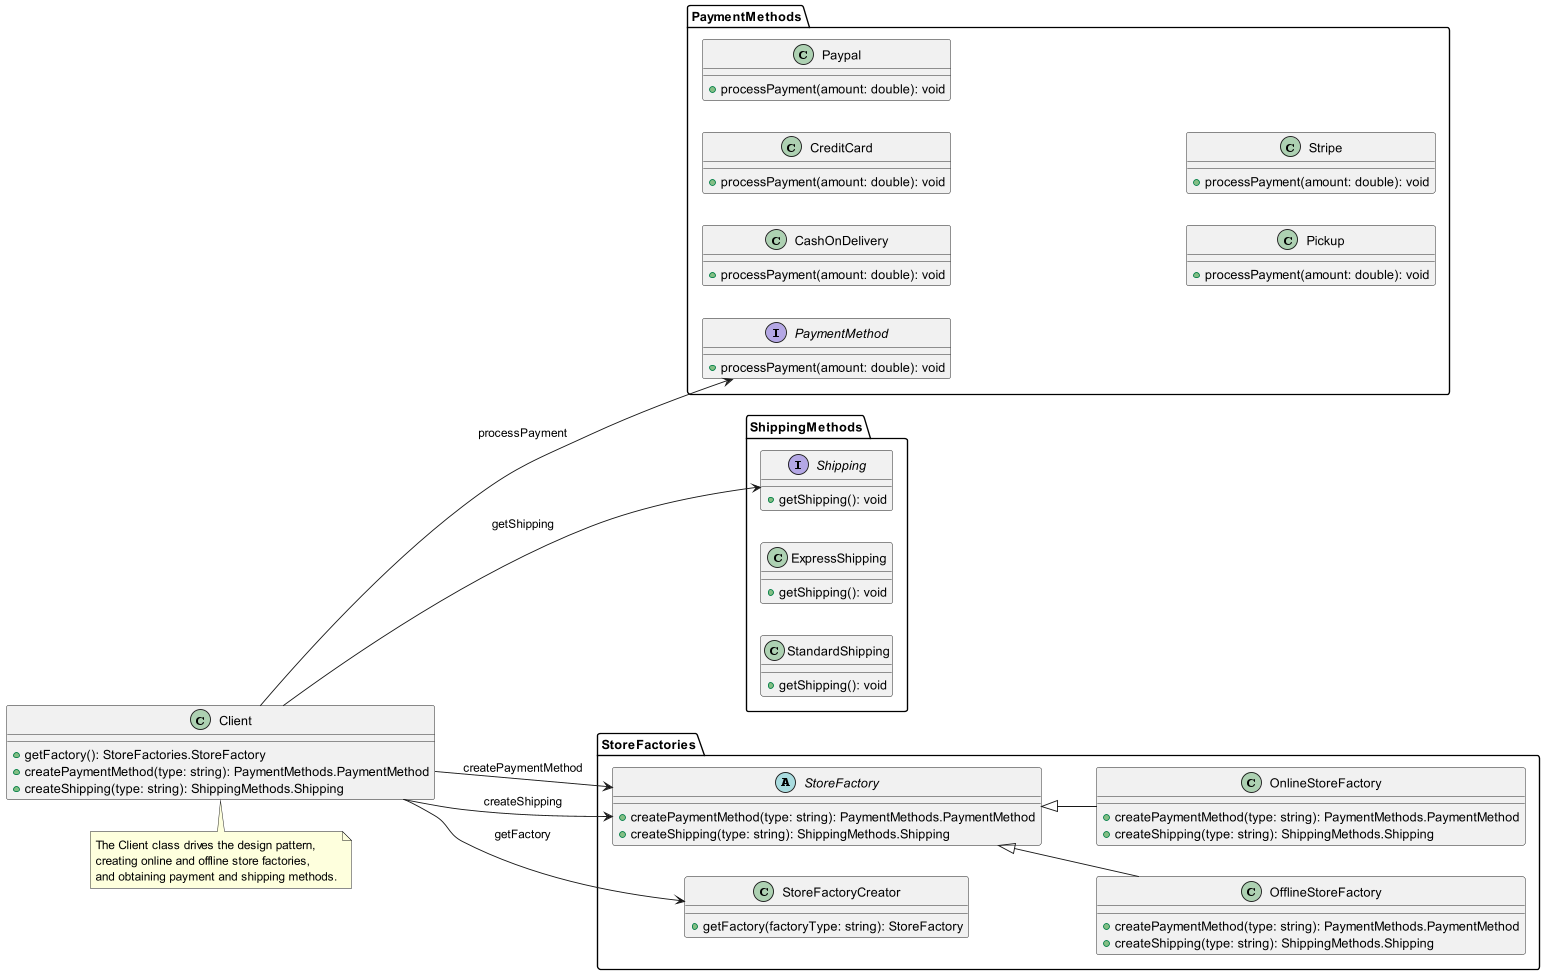 PaymentMethods
C Paypal
processPayment(amount: double): void
C CreditCard
processPayment(amount: double): void
C Stripe
processPayment(amount: double): void
C CashOnDelivery
processPayment(amount: double): void
C Pickup
processPayment(amount: double): void
I PaymentMethod
processPayment(amount: double): void
processPayment
ShippingMethods
I Shipping
getShipping(): void
getShipping
C ExpressShipping
getShipping(): void
C StandardShipping
getShipping(): void
C Client
getFactory(): StoreFactories.StoreFactory
createPaymentMethod(type: string): PaymentMethods.PaymentMethod
createShipping(type: string): ShippingMethods.Shipping
The Client class drives the design pattern,
creating online and offline store factories,
and obtaining payment and shipping methods.
createPaymentMethod
createShipping
getFactory
StoreFactories
A StoreFactory
createPaymentMethod(type: string): PaymentMethods.PaymentMethod
createShipping(type: string): ShippingMethods.Shipping
C OnlineStoreFactory
createPaymentMethod(type: string): PaymentMethods.PaymentMethod
createShipping(type: string): ShippingMethods.Shipping
C StoreFactoryCreator
getFactory(factoryType: string): StoreFactory
C OfflineStoreFactory
createPaymentMethod(type: string): PaymentMethods.PaymentMethod
createShipping(type: string): ShippingMethods.Shipping